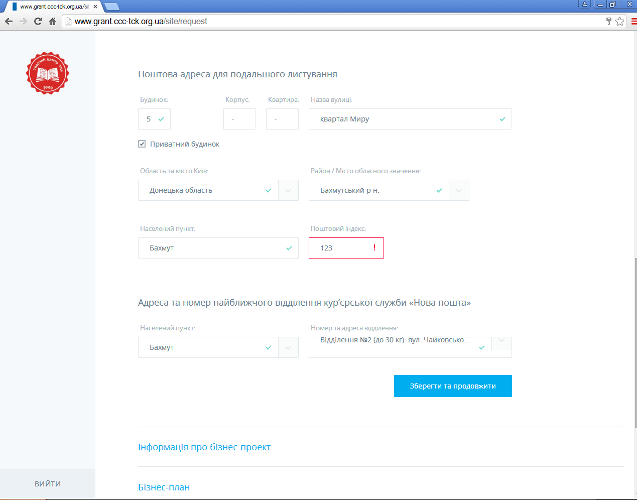 www.grant.ccc-tck.org.ua/si
www.grant.ccc-tck.org.ua/site/request
Поштова адреса для подальшого листування
Будинок: Корпус: Квартира: Назва вулиці:
5 - - квартал Миру
Приватний будинок
Область та місто Київ: Район / Місто обласного значення:
Донецька область Бахмутський р-н.
Населений пункт: Поштовий індекс:
Бахмут 123 !
Адреса та номер найближчого відділення кур'єрської служби «Нова пошта»
Населений пункт: Номер та адреса відділення:
Бахмут Відділення №2 (до 30 кг): вул. Чайковсько
Зберегти та продовжити
Інформація про бізнес проект
ВИЙТИ
Бізнес-план